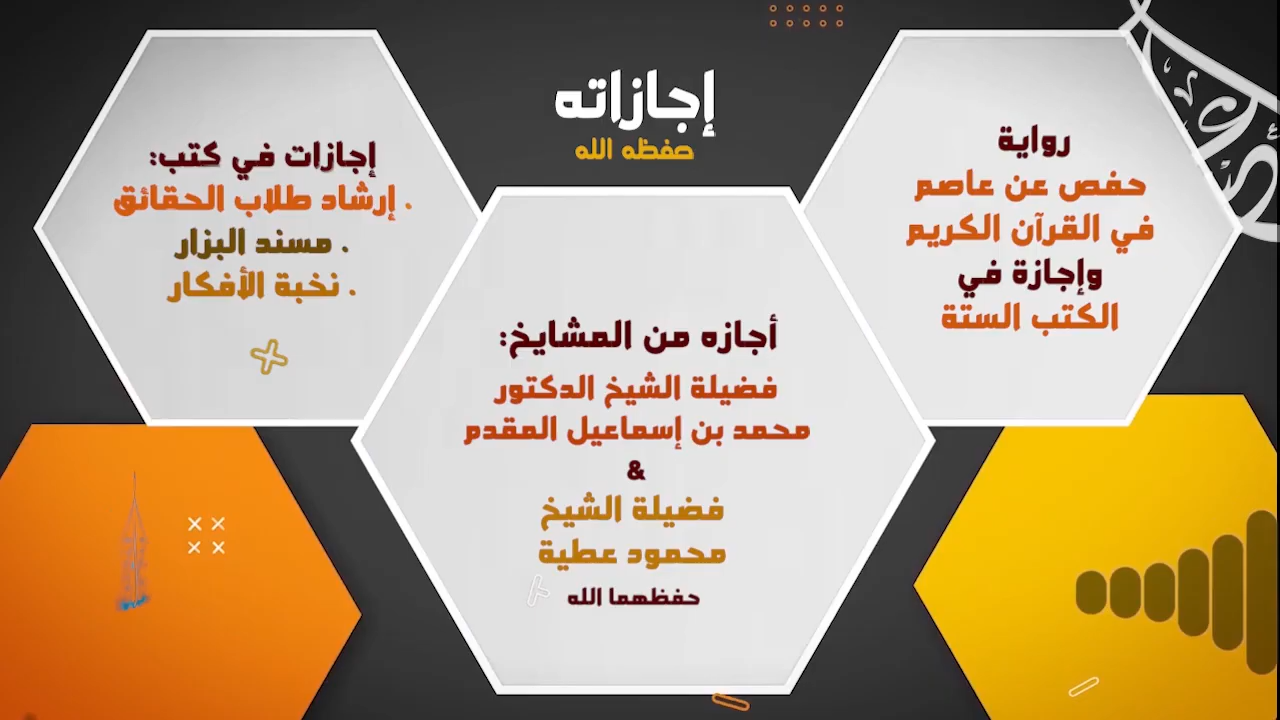 إجازاته
حفظه الله
رواية
حفص عن عاصم
في القرآن الكريم
وإجازة في
الكتب الستة
أجازه من المشايخ:
فضيلة الشيخ الدكتور
محمد بن إسماعيل المقدم
&
فضيلة الشيخ
محمود عطية
حفظهما الله
إجازات في كتب:
. إرشاد طلاب الحقائق
. مسند البزار
. نخبة الأفكار